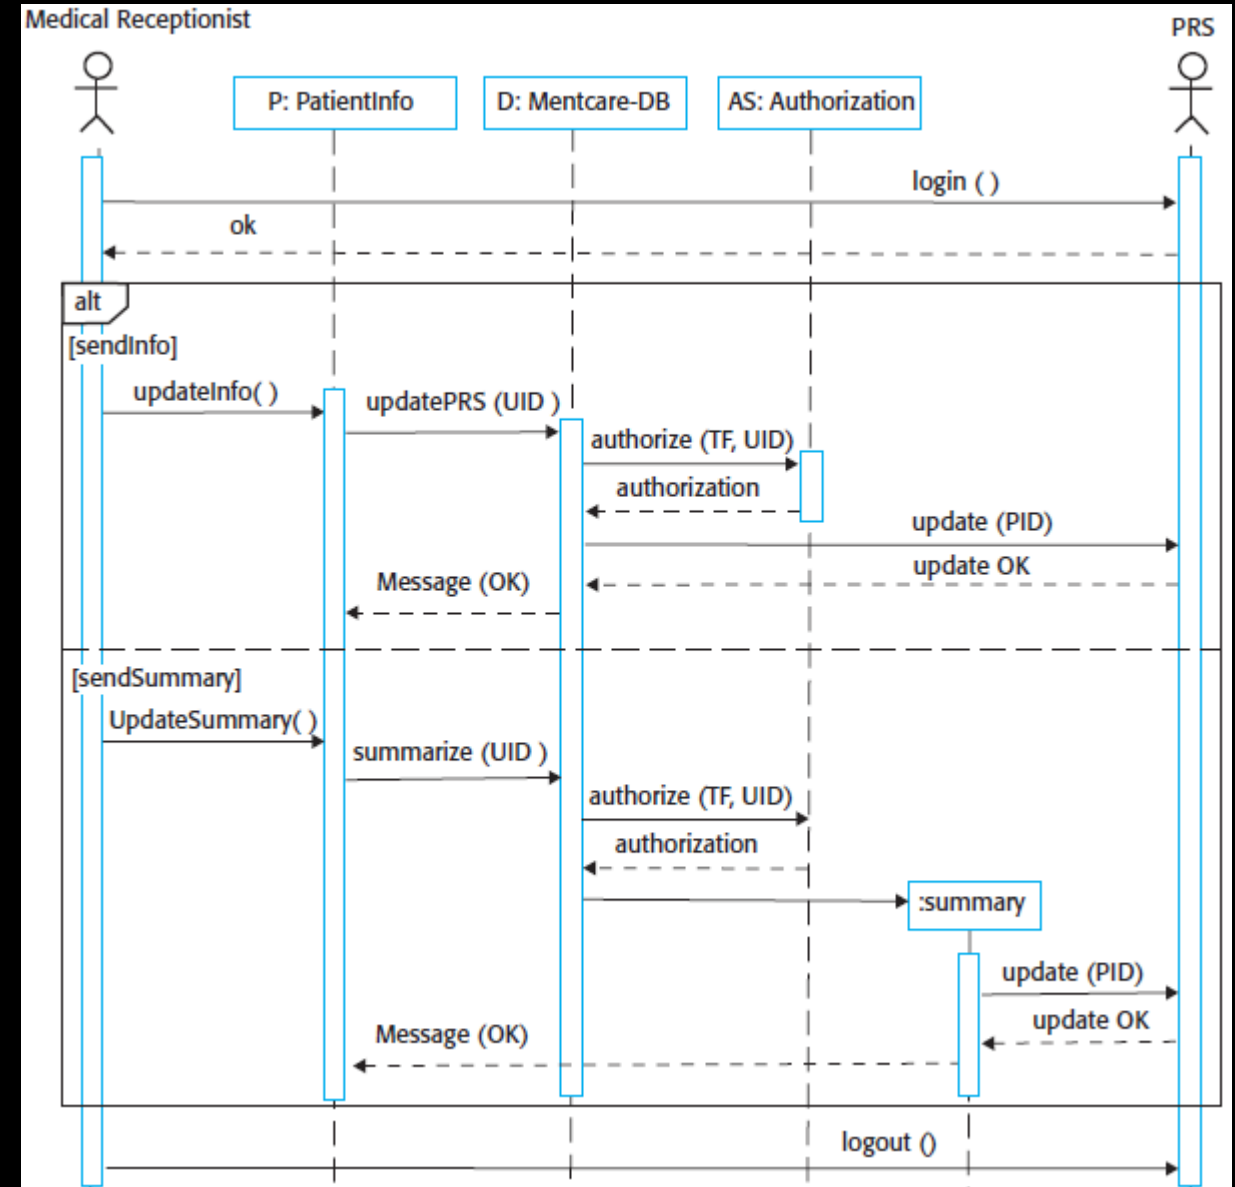 Medical Receptionist
PRS
P: PatientInfo
D: Mentcare-DB
AS: Authorization
login ( )
ok
alt
[sendInfo]
updateInfo( )
updatePRS (UID )
authorize (TF, UID)
authorization
update (PID)
update OK
Message (OK)
[sendSummary]
UpdateSummary( )
summarize (UID )
authorize (TF, UID)
authorization
:summary
update (PID)
update OK
Message (OK)
logout ()